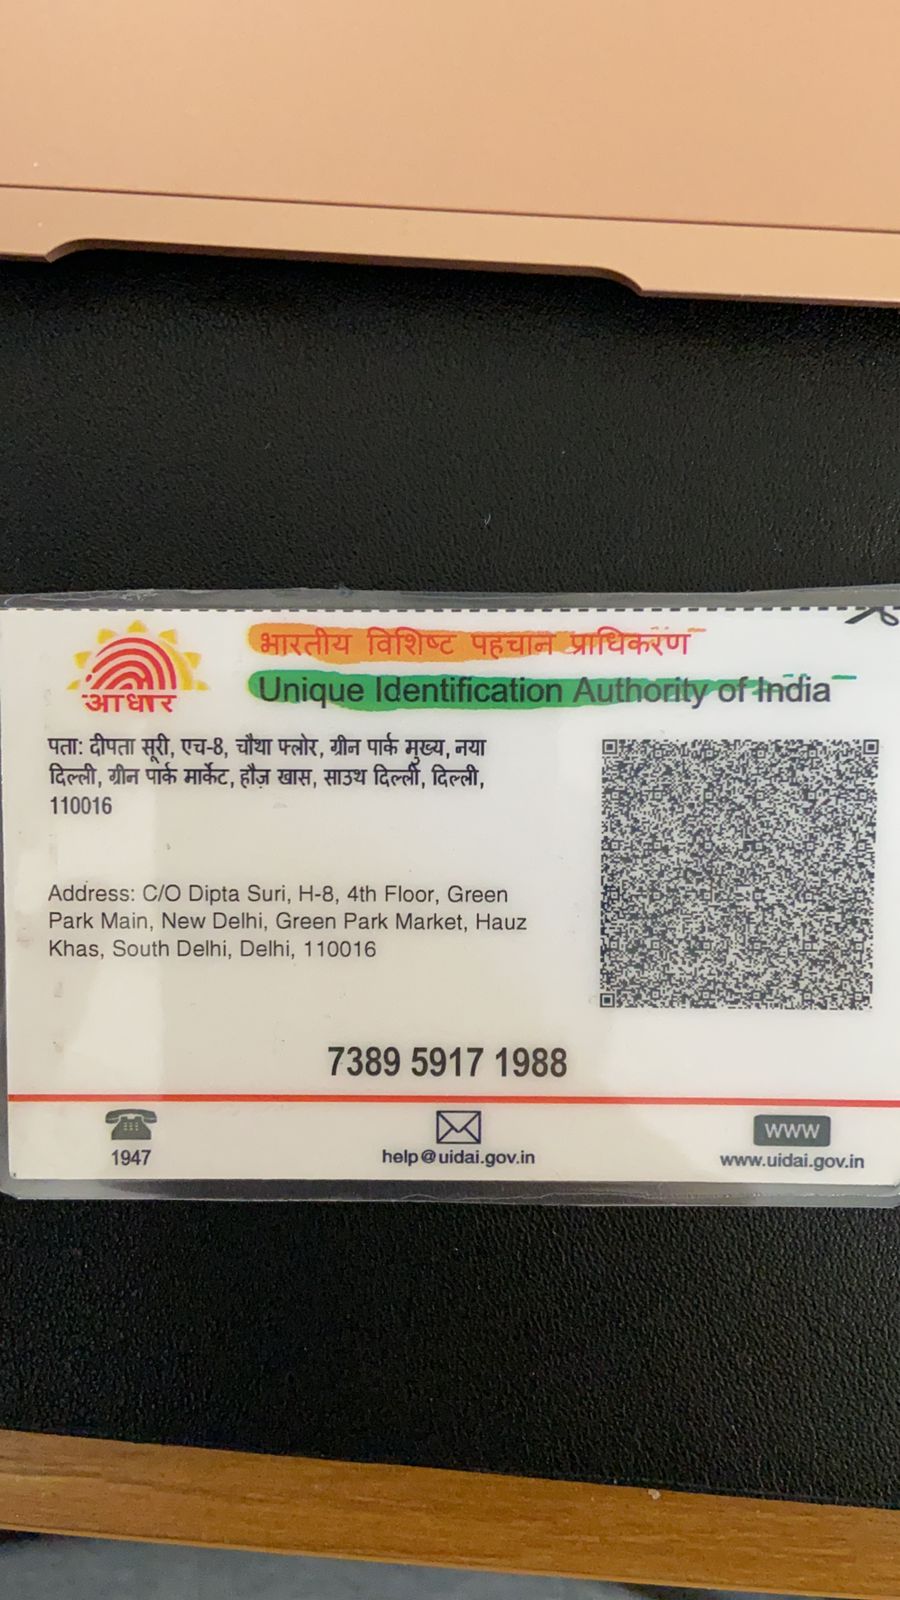 भारतीय विशिष्ट पहचान प्राधिकरण
Unique Identification Authority of India
आधार
पता: दीपता सूरी, एच-8, चौथा फ्लोर, ग्रीन पार्क मुख्य, नया
दिल्ली, ग्रीन पार्क मार्केट, हौज़ खास, साउथ दिल्ली, दिल्ली,
110016
Address: C/O Dipta Suri, H-8, 4th Floor, Green
Park Main, New Delhi, Green Park Market, Hauz
Khas, South Delhi, Delhi, 110016
7389 5917 1988
1947
help@uidai.gov.in
www
www.uidai.gov.in